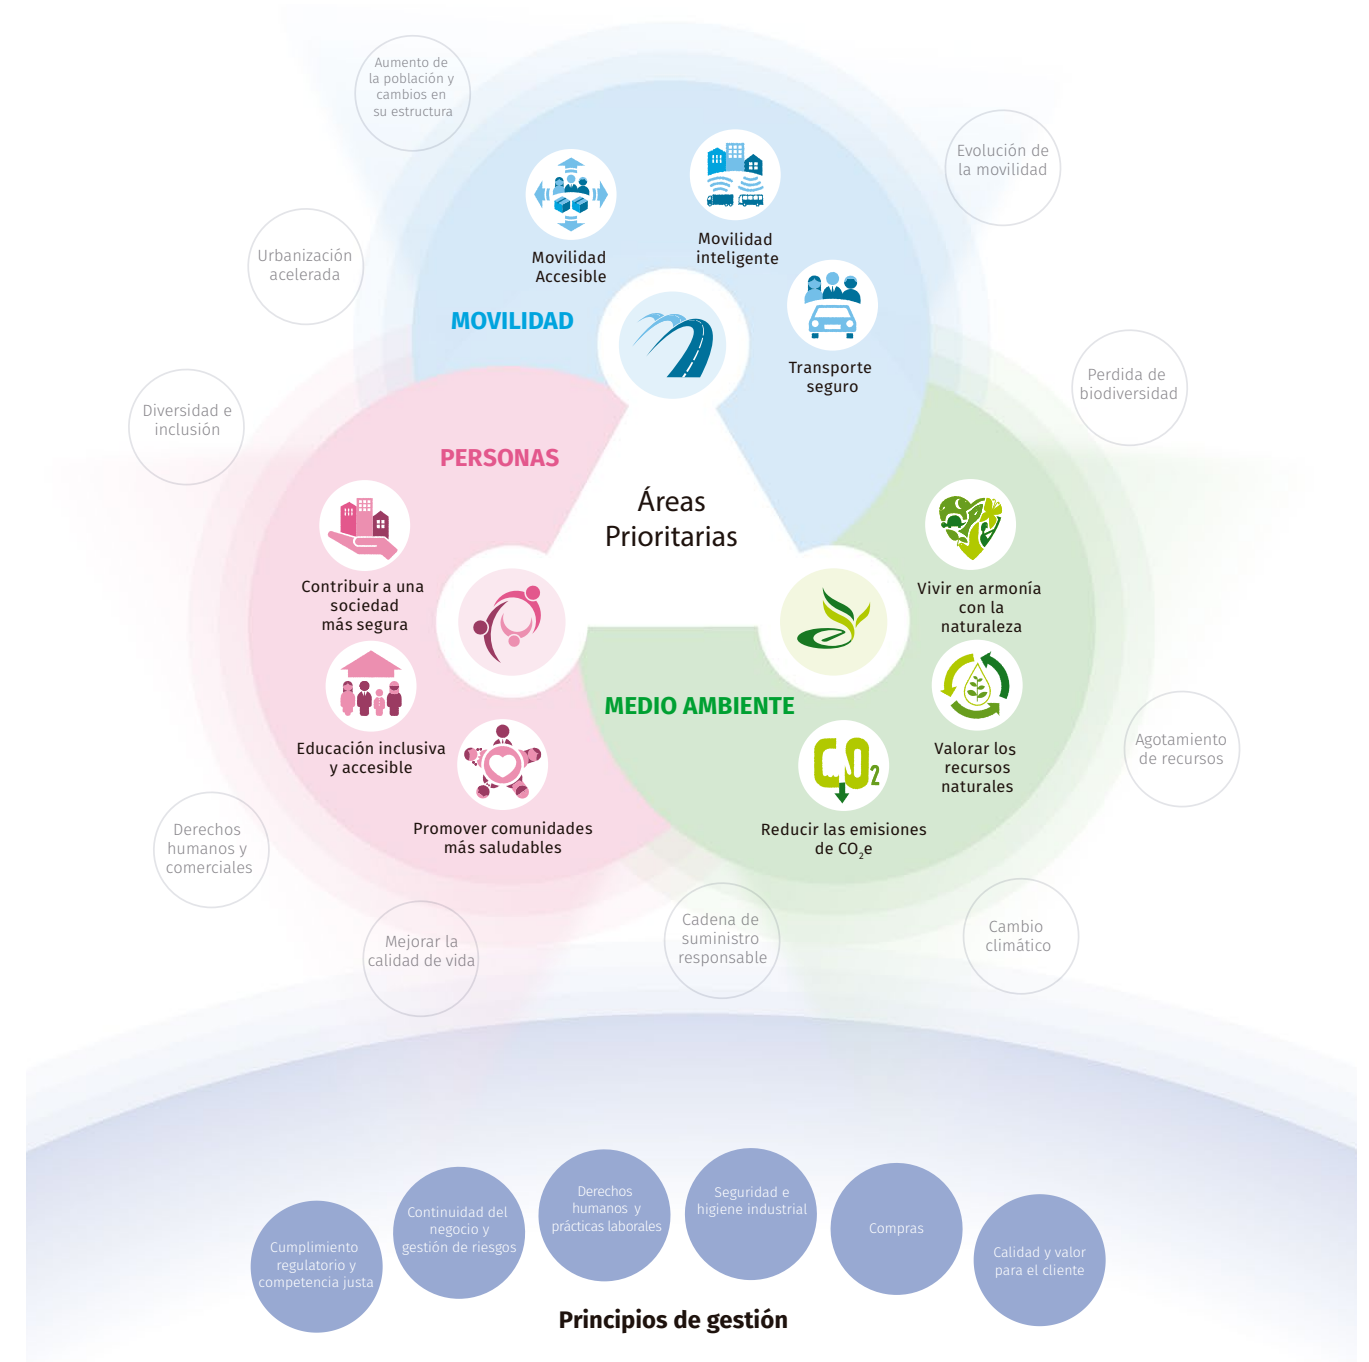 Aumento de
la población y
cambios en
su estructura
Evolución de
la movilidad
Urbanización
acelerada
Movilidad
Accesible
Movilidad
inteligente
MOVILIDAD
Transporte
seguro
Perdida de
biodiversidad
Diversidad e
inclusión
PERSONAS
Áreas
Prioritarias
Contribuir a una
sociedad
más segura
Vivir en armonía
con la
naturaleza
MEDIO AMBIENTE
Educación inclusiva
y accesible
Valorar los
recursos
naturales
Agotamiento
de recursos
CO2
Promover comunidades
más saludables
Reducir las emisiones
de CO₂e
Derechos
humanos y
comerciales
Mejorar la
calidad de vida
Cadena de
suministro
responsable
Cambio
climático
Cumplimiento
regulatorio y
competencia justa
Continuidad del
negocio y
gestión de riesgos
Derechos
humanos y
prácticas laborales
Seguridad e
higiene industrial
Compras
Calidad y valor
para el cliente
Principios de gestión